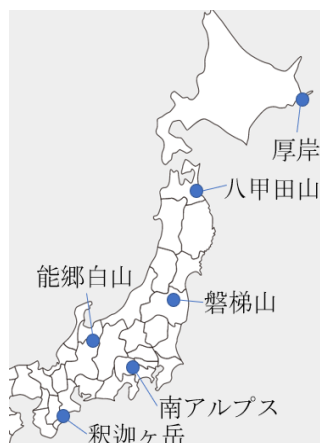 厚岸
八甲田山
能郷白山
磐梯山
南アルプス
釈迦ヶ岳